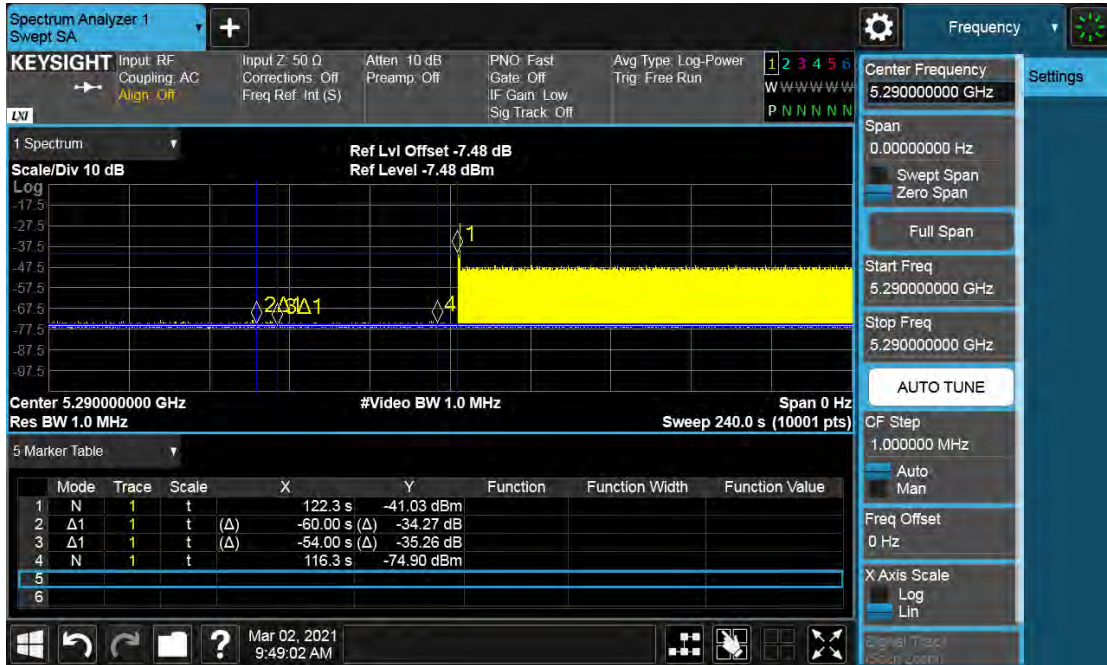 Spectrum Analyzer 1
Swept SA
Frequency
KEYSIGHT
LXI
Input: RF
Coupling: AC
Align: Off
Input Z: 50 Ω
Corrections: Off
Freq Ref: Int (S)
Atten: 10 dB
Preamp: Off
PNO: Fast
Gate: Off
IF Gain: Low
Sig Track: Off
Avg Type: Log-Power
Trig: Free Run
1 2 3 4 5 6
W W W W W W
P N N N N N
Settings
1 Spectrum
Scale/Div 10 dB
Ref Lvl Offset -7.48 dB
Ref Level -7.48 dBm
Log
-17.5
-27.5
-37.5
-47.5
-57.5
-67.5
-77.5
-87.5
-97.5
1
3Δ1
4
Center 5.290000000 GHz
Res BW 1.0 MHz
#Video BW 1.0 MHz
Span 0 Hz
Sweep 240.0 s (10001 pts)
5 Marker Table
Mode Trace Scale X Y Function Function Width Function Value
1 N 1 t 122.3 s -41.03 dBm
2 Δ1 1 t (Δ) -60.00 s (Δ) -34.27 dB
3 Δ1 1 t (Δ) -54.00 s (Δ) -35.26 dB
4 N 1 t 116.3 s -74.90 dBm
5
6
Mar 02, 2021
9:49:02 AM
Center Frequency
5.290000000 GHz
Span
0.00000000 Hz
Swept Span
Zero Span
Full Span
Start Freq
5.290000000 GHz
Stop Freq
5.290000000 GHz
AUTO TUNE
CF Step
1.000000 MHz
Auto
Man
Freq Offset
0 Hz
X Axis Scale
Log
Lin
Signal Track
(Span Zoom)